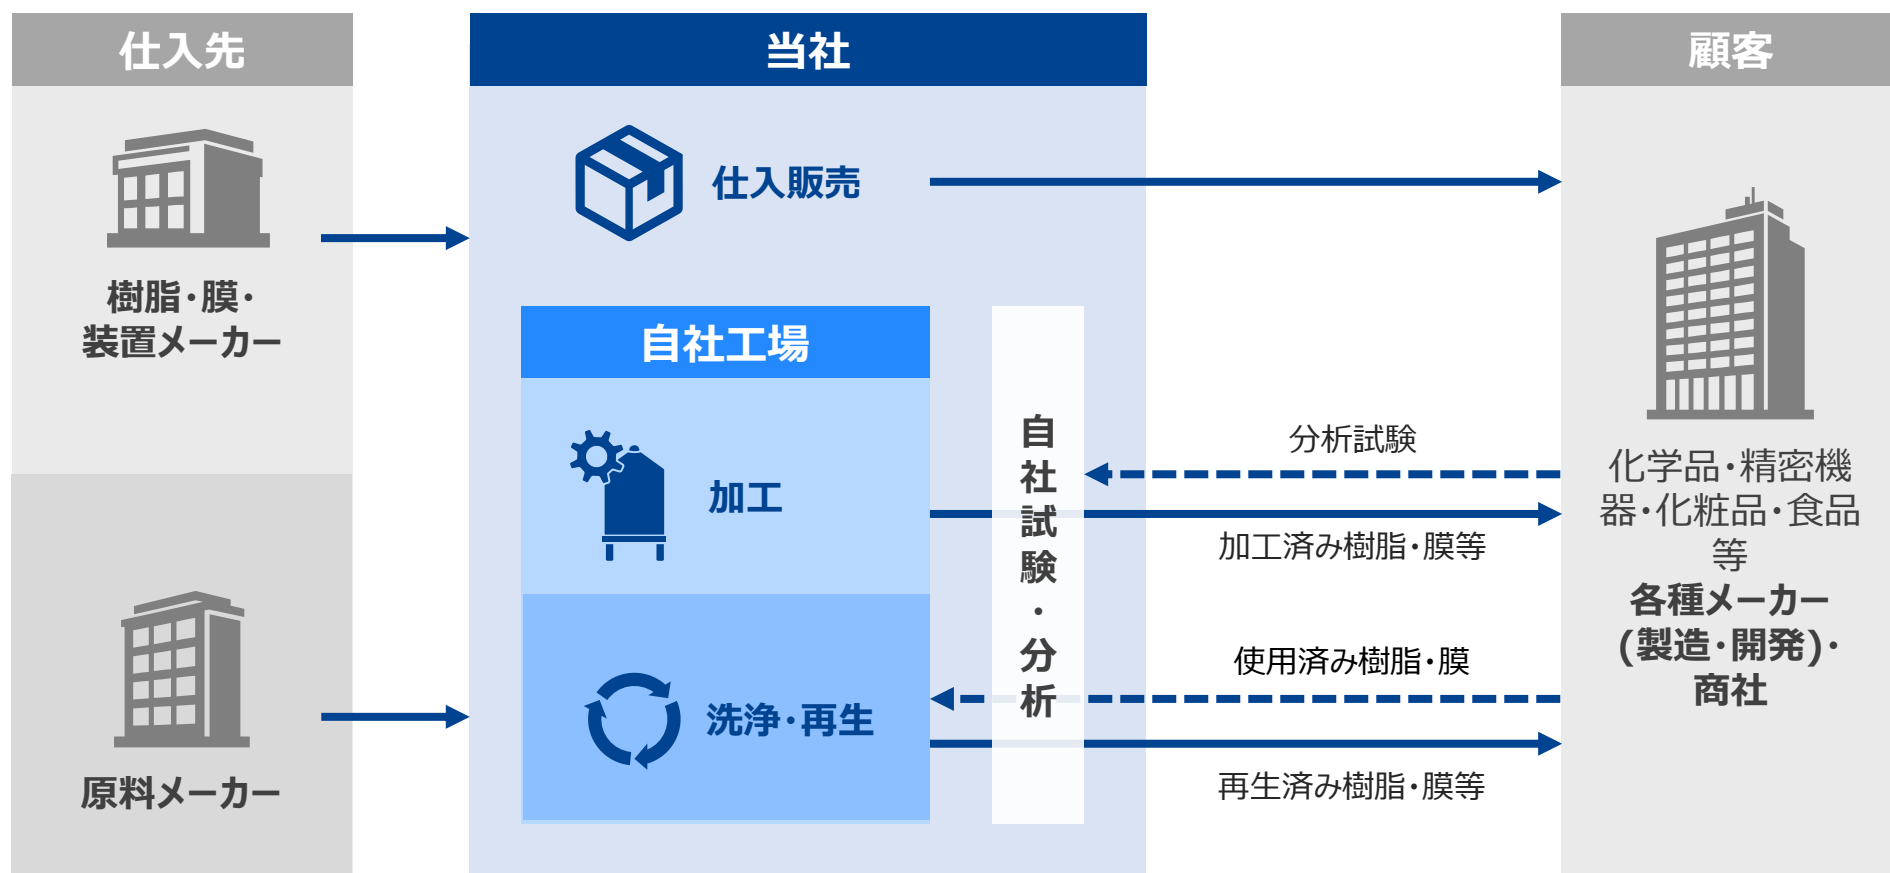 仕入先
樹脂・膜・
装置メーカー
原料メーカー
当社
仕入販売
自社工場
加工
洗浄・再生
自社試験・分析
分析試験
加工済み樹脂・膜等
使用済み樹脂・膜
再生済み樹脂・膜等
顧客
化学品・精密機
器・化粧品・食品
等
各種メーカー
(製造・開発)・
商社